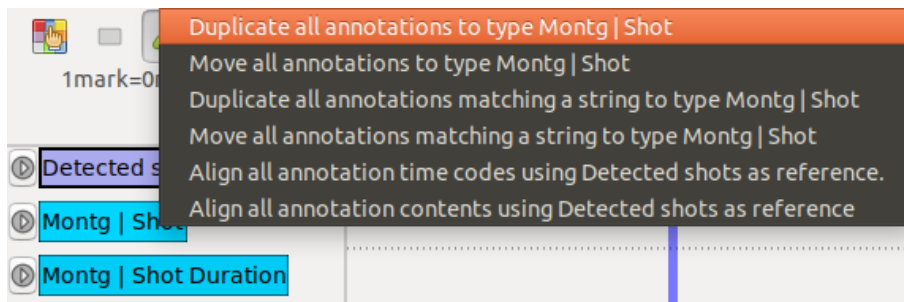 Duplicate all annotations to type Montg | Shot
Move all annotations to type Montg | Shot
Duplicate all annotations matching a string to type Montg | Shot
Move all annotations matching a string to type Montg | Shot
Align all annotation time codes using Detected shots as reference.
Align all annotation contents using Detected shots as reference
1mark=0
Detected s
Montg | Shot
Montg | Shot Duration